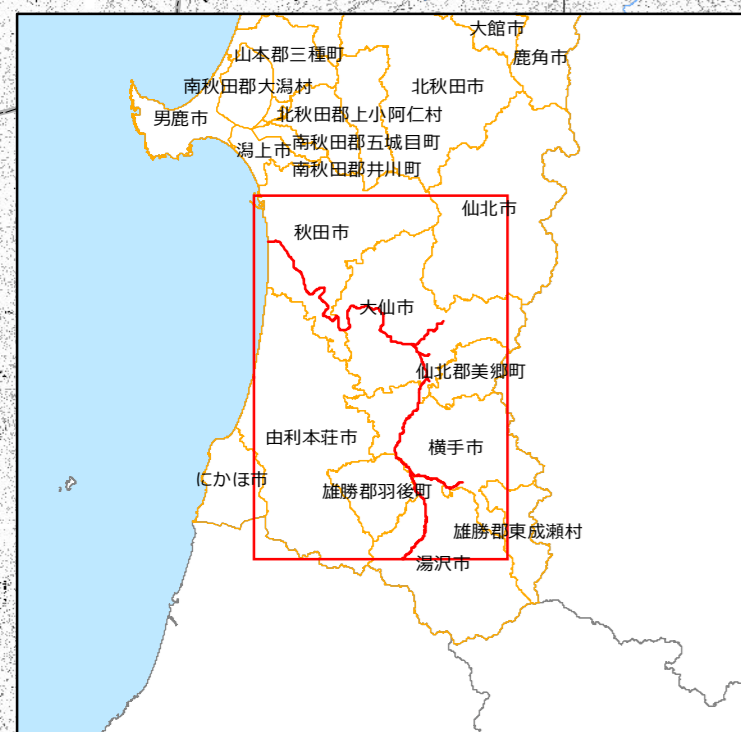 大館市
山本郡三種町
鹿角市
南秋田郡大潟村
北秋田市
北秋田郡上小阿仁村
男鹿市
南秋田郡五城目町
潟上市
南秋田郡井川町
仙北市
秋田市
大仙市
仙北郡美郷町
由利本荘市
横手市
にかほ市
雄勝郡羽後町
雄勝郡東成瀬村
湯沢市